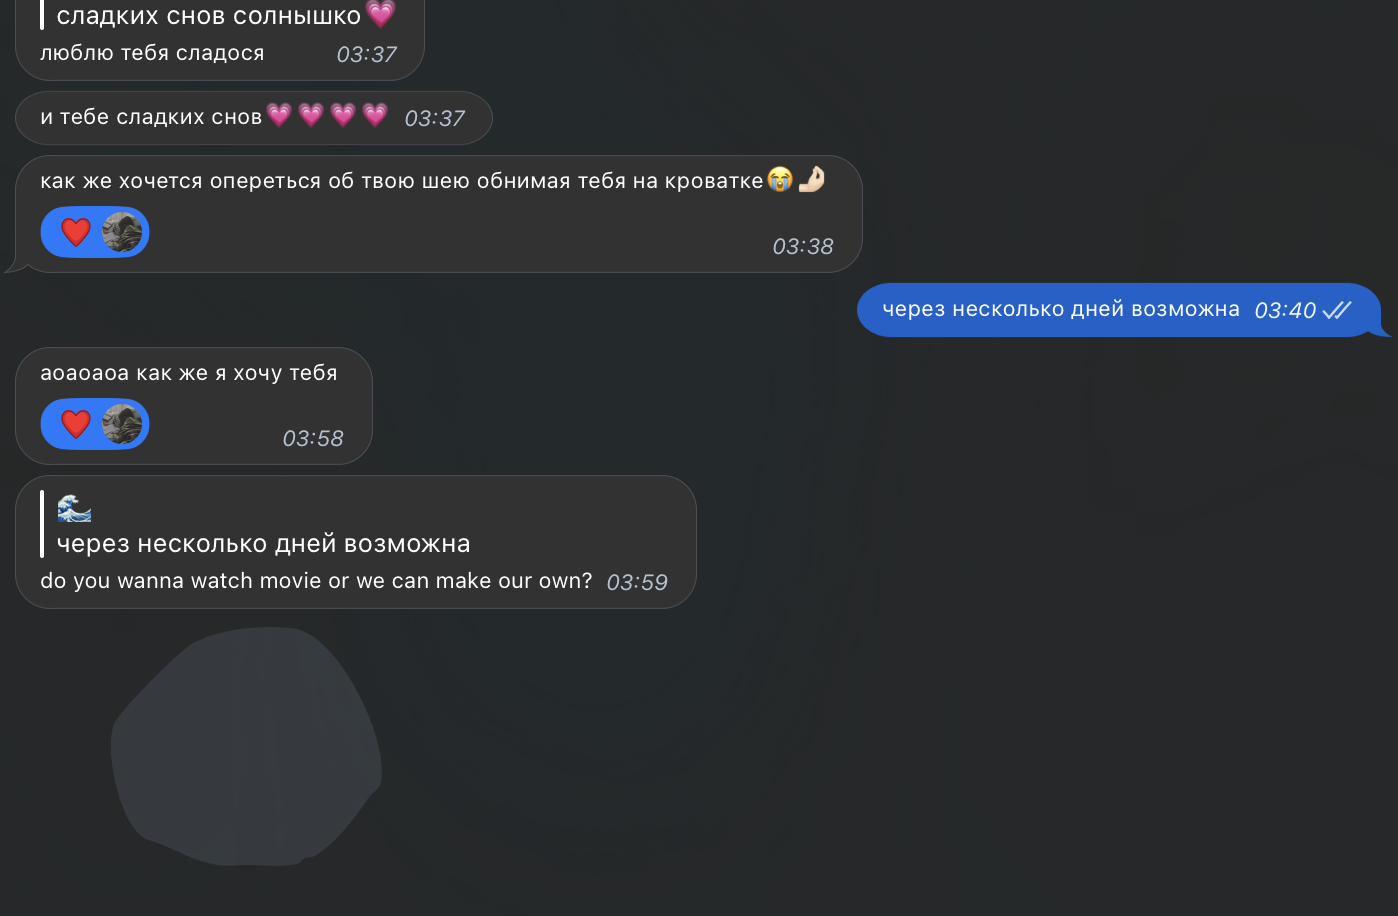 сладких снов солнышко💗
люблю тебя сладося 03:37
и тебе сладких снов💗💗💗💗 03:37
как же хочется опереться об твою шею обнимая тебя на кроватке😭🤌🏻
03:38
через несколько дней возможна 03:40
аоаоаоа как же я хочу тебя
03:58
🌊
через несколько дней возможна
do you wanna watch movie or we can make our own? 03:59